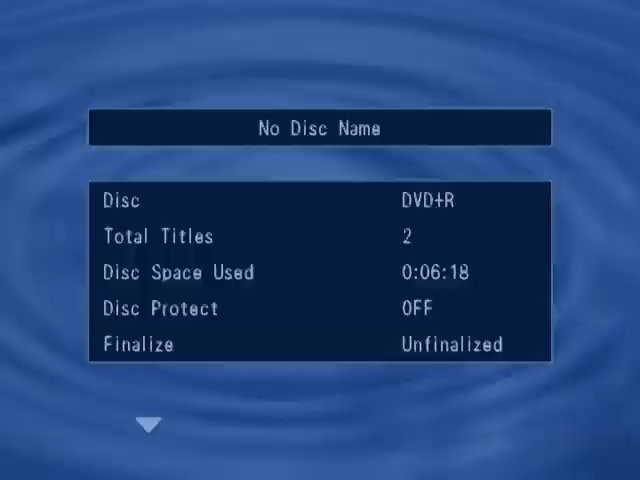 No Disc Name
Disc DVD+R
Total Titles 2
Disc Space Used 0:06:18
Disc Protect OFF
Finalize Unfinalized